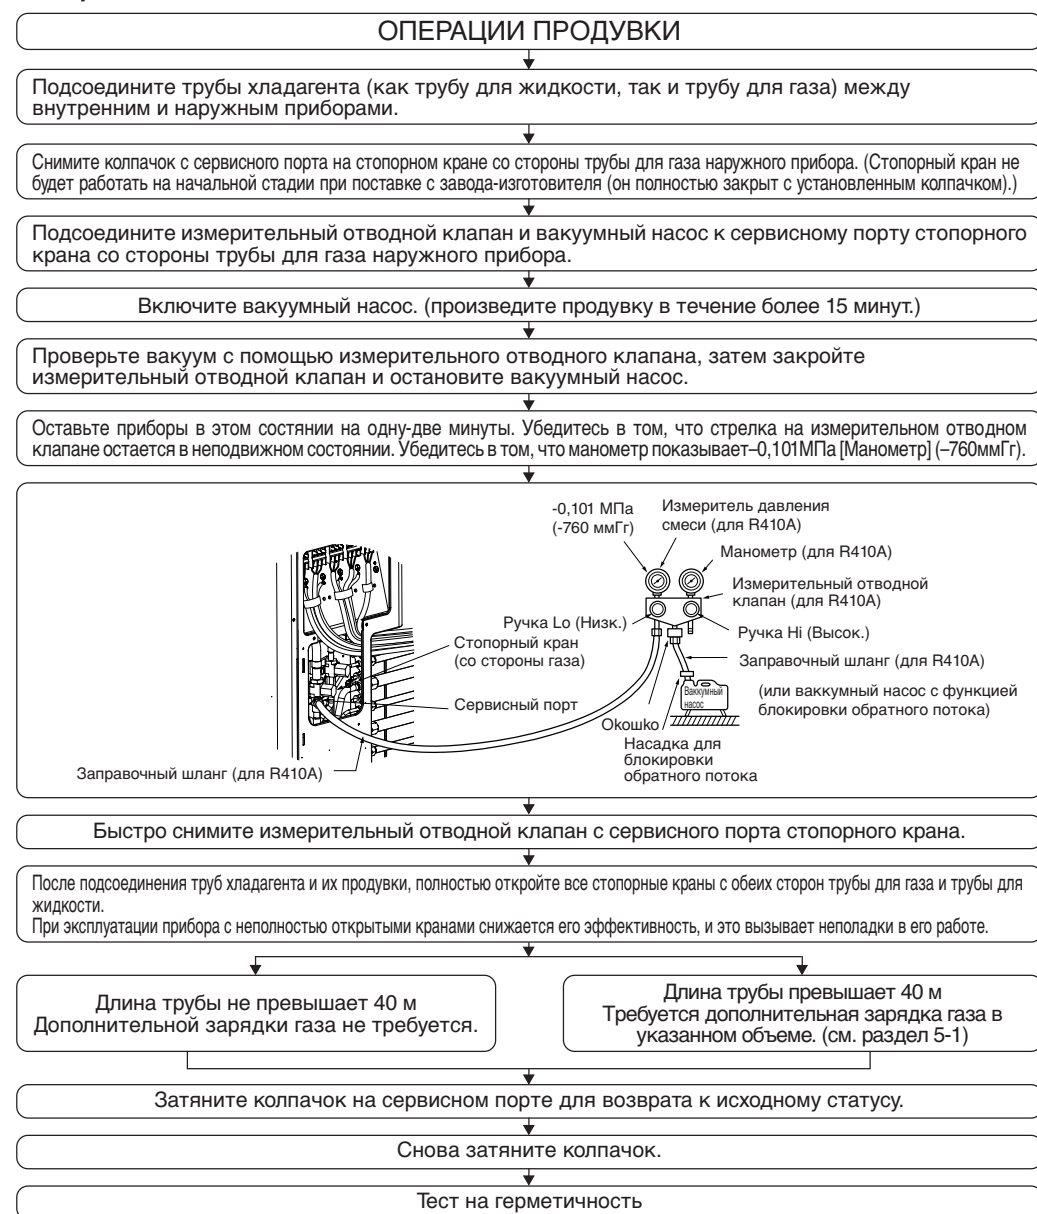 ОПЕРАЦИИ ПРОДУВКИ
Подсоедините трубы хладагента (как трубу для жидкости, так и трубу для газа) между
внутренним и наружным приборами.
Снимите колпачок с сервисного порта на стопорном кране со стороны трубы для газа наружного прибора. (Стопорный кран не
будет работать на начальной стадии при поставке с завода-изготовителя (он полностью закрыт с установленным колпачком).)
Подсоедините измерительный отводной клапан и вакуумный насос к сервисному порту стопорного
крана со стороны трубы для газа наружного прибора.
Включите вакуумный насос. (произведите продувку в течение более 15 минут.)
Проверьте вакуум с помощью измерительного отводного клапана, затем закройте
измерительный отводной клапан и остановите вакуумный насос.
Оставьте приборы в этом состянии на одну-две минуты. Убедитесь в том, что стрелка на измерительном отводном
клапане остается в неподвижном состоянии. Убедитесь в том, что манометр показывает–0,101МПа [Манометр] (–760ммГг).
-0,101 МПа
(-760 ммГг)
Измеритель давления
смеси (для R410A)
Манометр (для R410A)
Измерительный отводной
клапан (для R410A)
Ручка Lo (Низк.)
Ручка Hi (Высок.)
Стопорный кран
(со стороны газа)
Заправочный шланг (для R410A)
Сервисный порт
Ваккумный
насос
(или ваккумный насос с функцией
блокировки обратного потока)
Окошко
Насадка для
блокировки
обратного потока
Заправочный шланг (для R410A)
Быстро снимите измерительный отводной клапан с сервисного порта стопорного крана.
После подсоединения труб хладагента и их продувки, полностью откройте все стопорные краны с обеих сторон трубы для газа и трубы для
жидкости.
При эксплуатации прибора с неполностью открытыми кранами снижается его эффективность, и это вызывает неполадки в его работе.
Длина трубы не превышает 40 м
Дополнительной зарядки газа не требуется.
Длина трубы превышает 40 м
Требуется дополнительная зарядка газа в
указанном объеме. (см. раздел 5-1)
Затяните колпачок на сервисном порте для возврата к исходному статусу.
Снова затяните колпачок.
Тест на герметичность